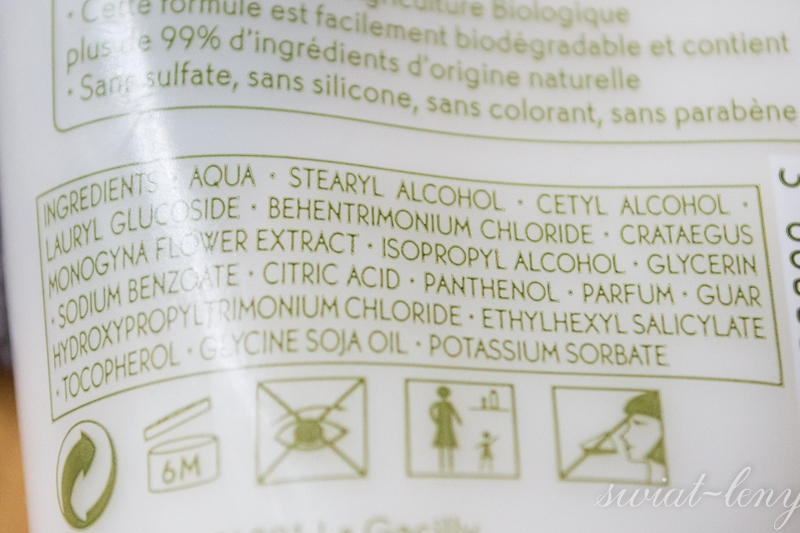 · Cette formule est facilement biodégradable et contient
plus de 99% d'ingrédients d'origine naturelle
· Sans sulfate, sans silicone, sans colorant, sans parabène
INGREDIENTS · AQUA · STEARYL ALCOHOL · CETYL ALCOHOL ·
LAURYL GLUCOSIDE · BEHENTRIMONIUM CHLORIDE · CRATAEGUS
MONOGYNA FLOWER EXTRACT · ISOPROPYL ALCOHOL · GLYCERIN
· SODIUM BENZOATE · CITRIC ACID · PANTHENOL · PARFUM · GUAR
HYDROXYPROPYLTRIMONIUM CHLORIDE · ETHYLHEXYL SALICYLATE
· TOCOPHEROL · GLYCINE SOJA OIL · POTASSIUM SORBATE
6M
swiat-leny
La Gacilly